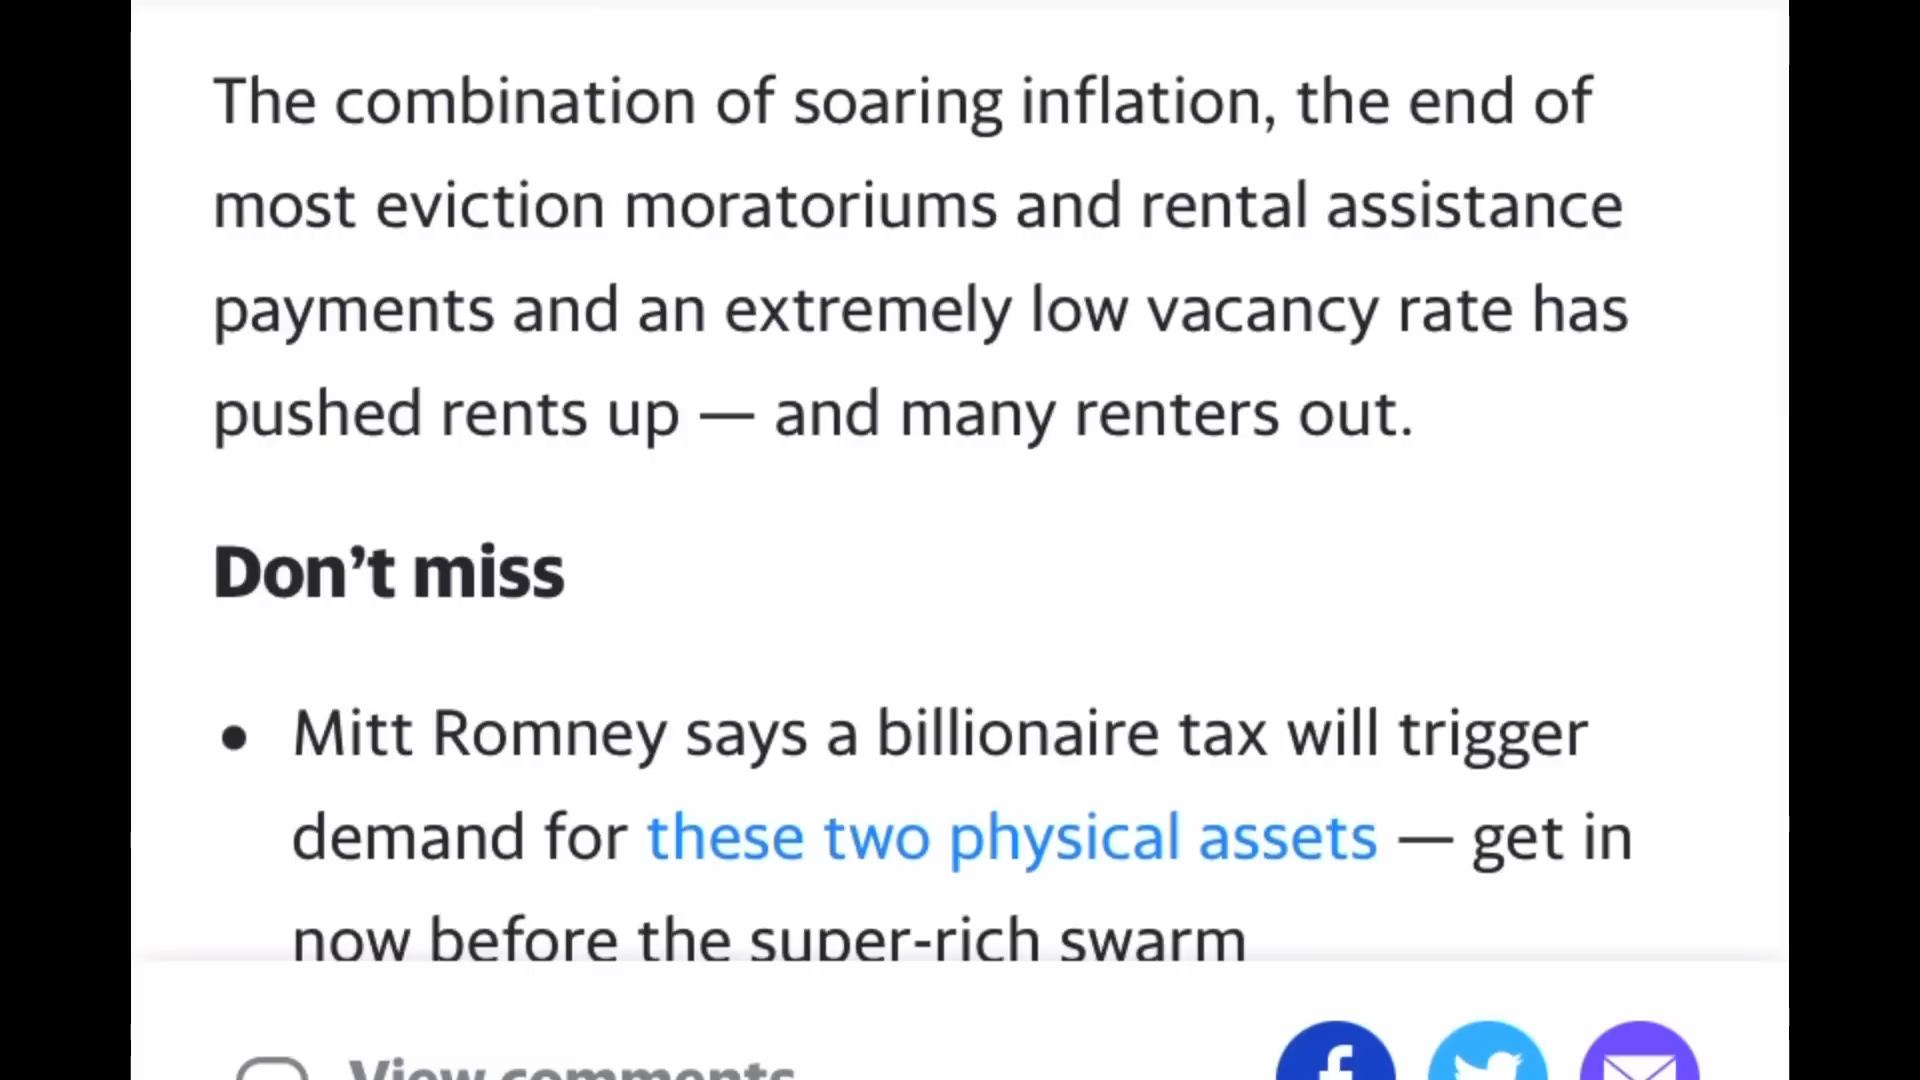 The combination of soaring inflation, the end of
most eviction moratoriums and rental assistance
payments and an extremely low vacancy rate has
pushed rents up — and many renters out.
Don’t miss
• Mitt Romney says a billionaire tax will trigger
demand for these two physical assets — get in
now before the super-rich swarm
View comments